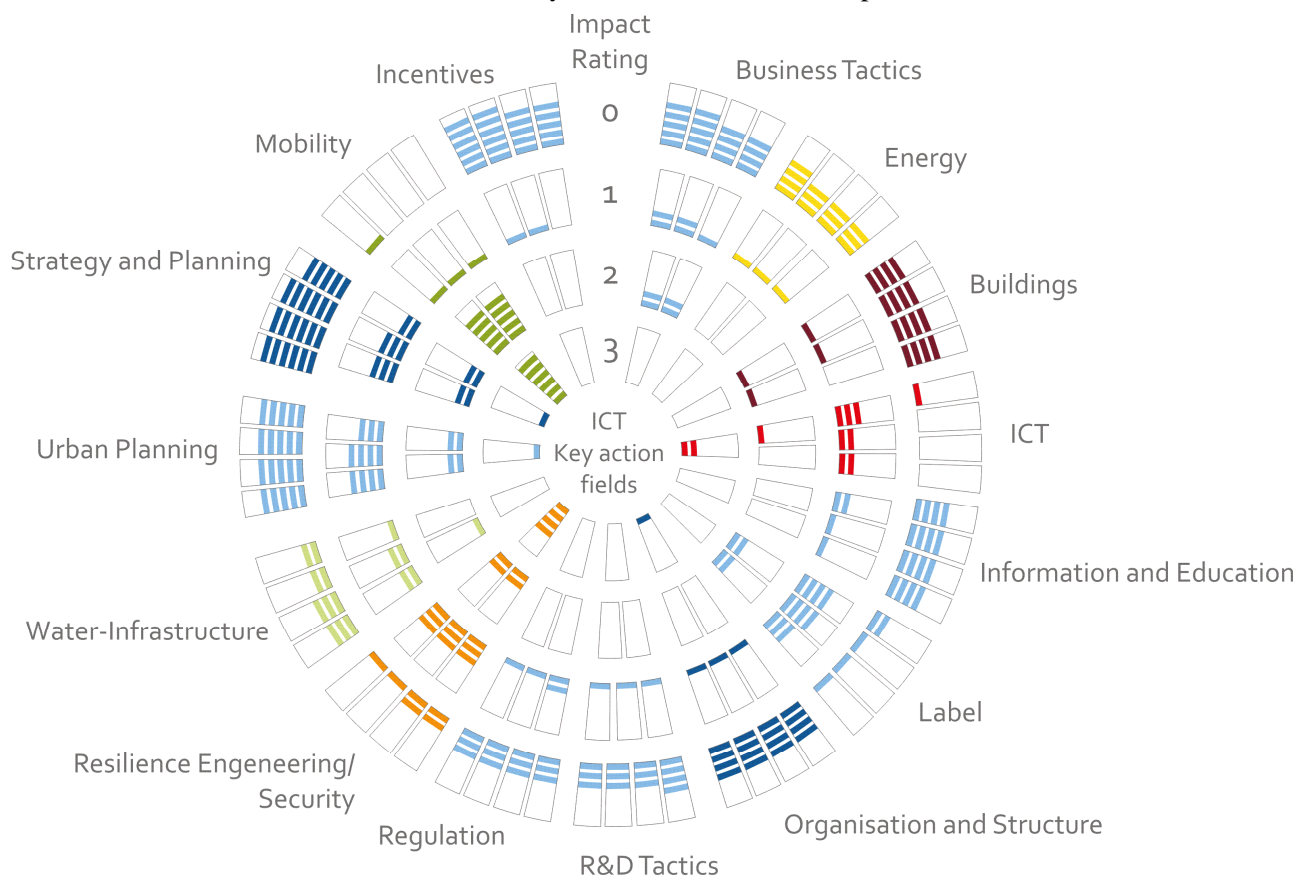 Impact
Rating
Incentives
Business Tactics
0
Mobility
Energy
1
Strategy and Planning
2
Buildings
3
ICT
Key action
fields
Urban Planning
ICT
Information and Education
Water-Infrastructure
Label
Resilience Engeneering/
Security
Organisation and Structure
Regulation
R&D Tactics